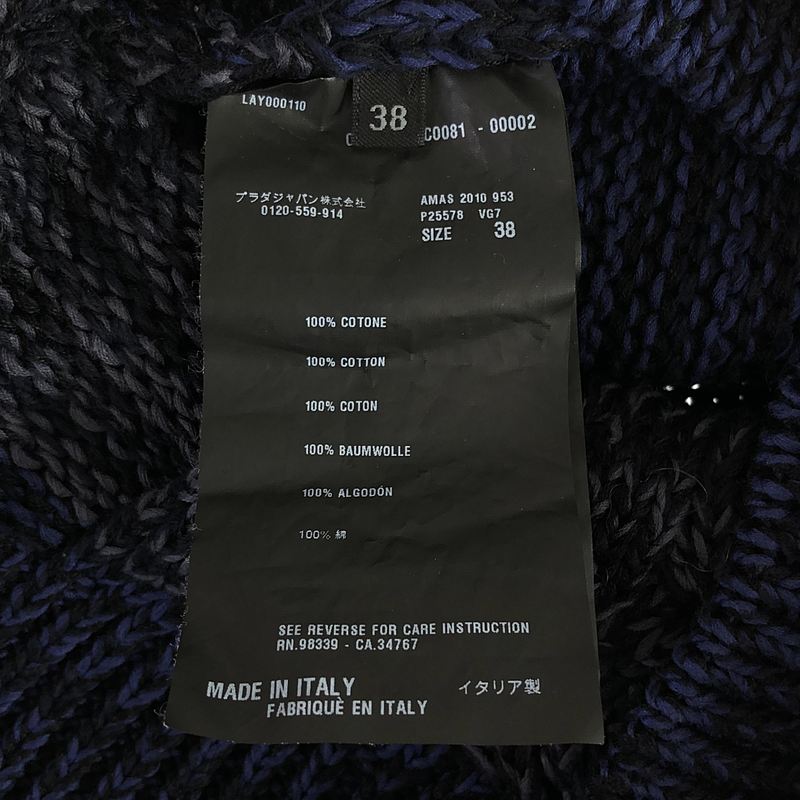 LAY000110
38
C0081 - 00002
プラダジャパン株式会社
0120-559-914
AMAS 2010 953
P25578 VG7
SIZE 38
100% COTONE
100% COTTON
100% COTON
100% BAUMWOLLE
100% ALGODÓN
100% 綿
SEE REVERSE FOR CARE INSTRUCTION
RN.98339 - CA.34767
MADE IN ITALY
イタリア製
FABRIQUÈ EN ITALY